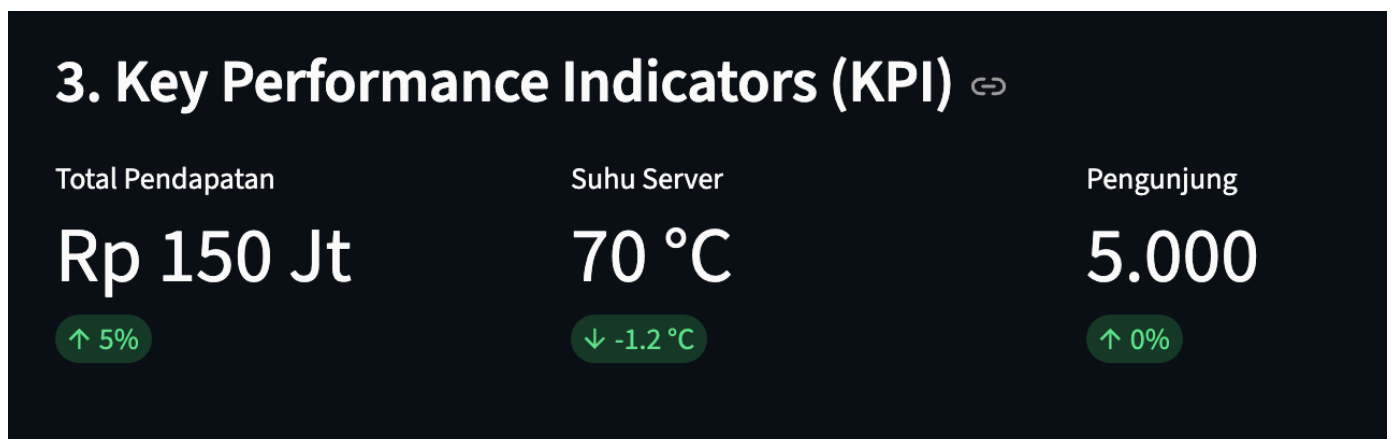 3. Key Performance Indicators (KPI)
Total Pendapatan
Rp 150 Jt
↑ 5%
Suhu Server
70 °C
↓ -1.2 °C
Pengunjung
5.000
↑ 0%